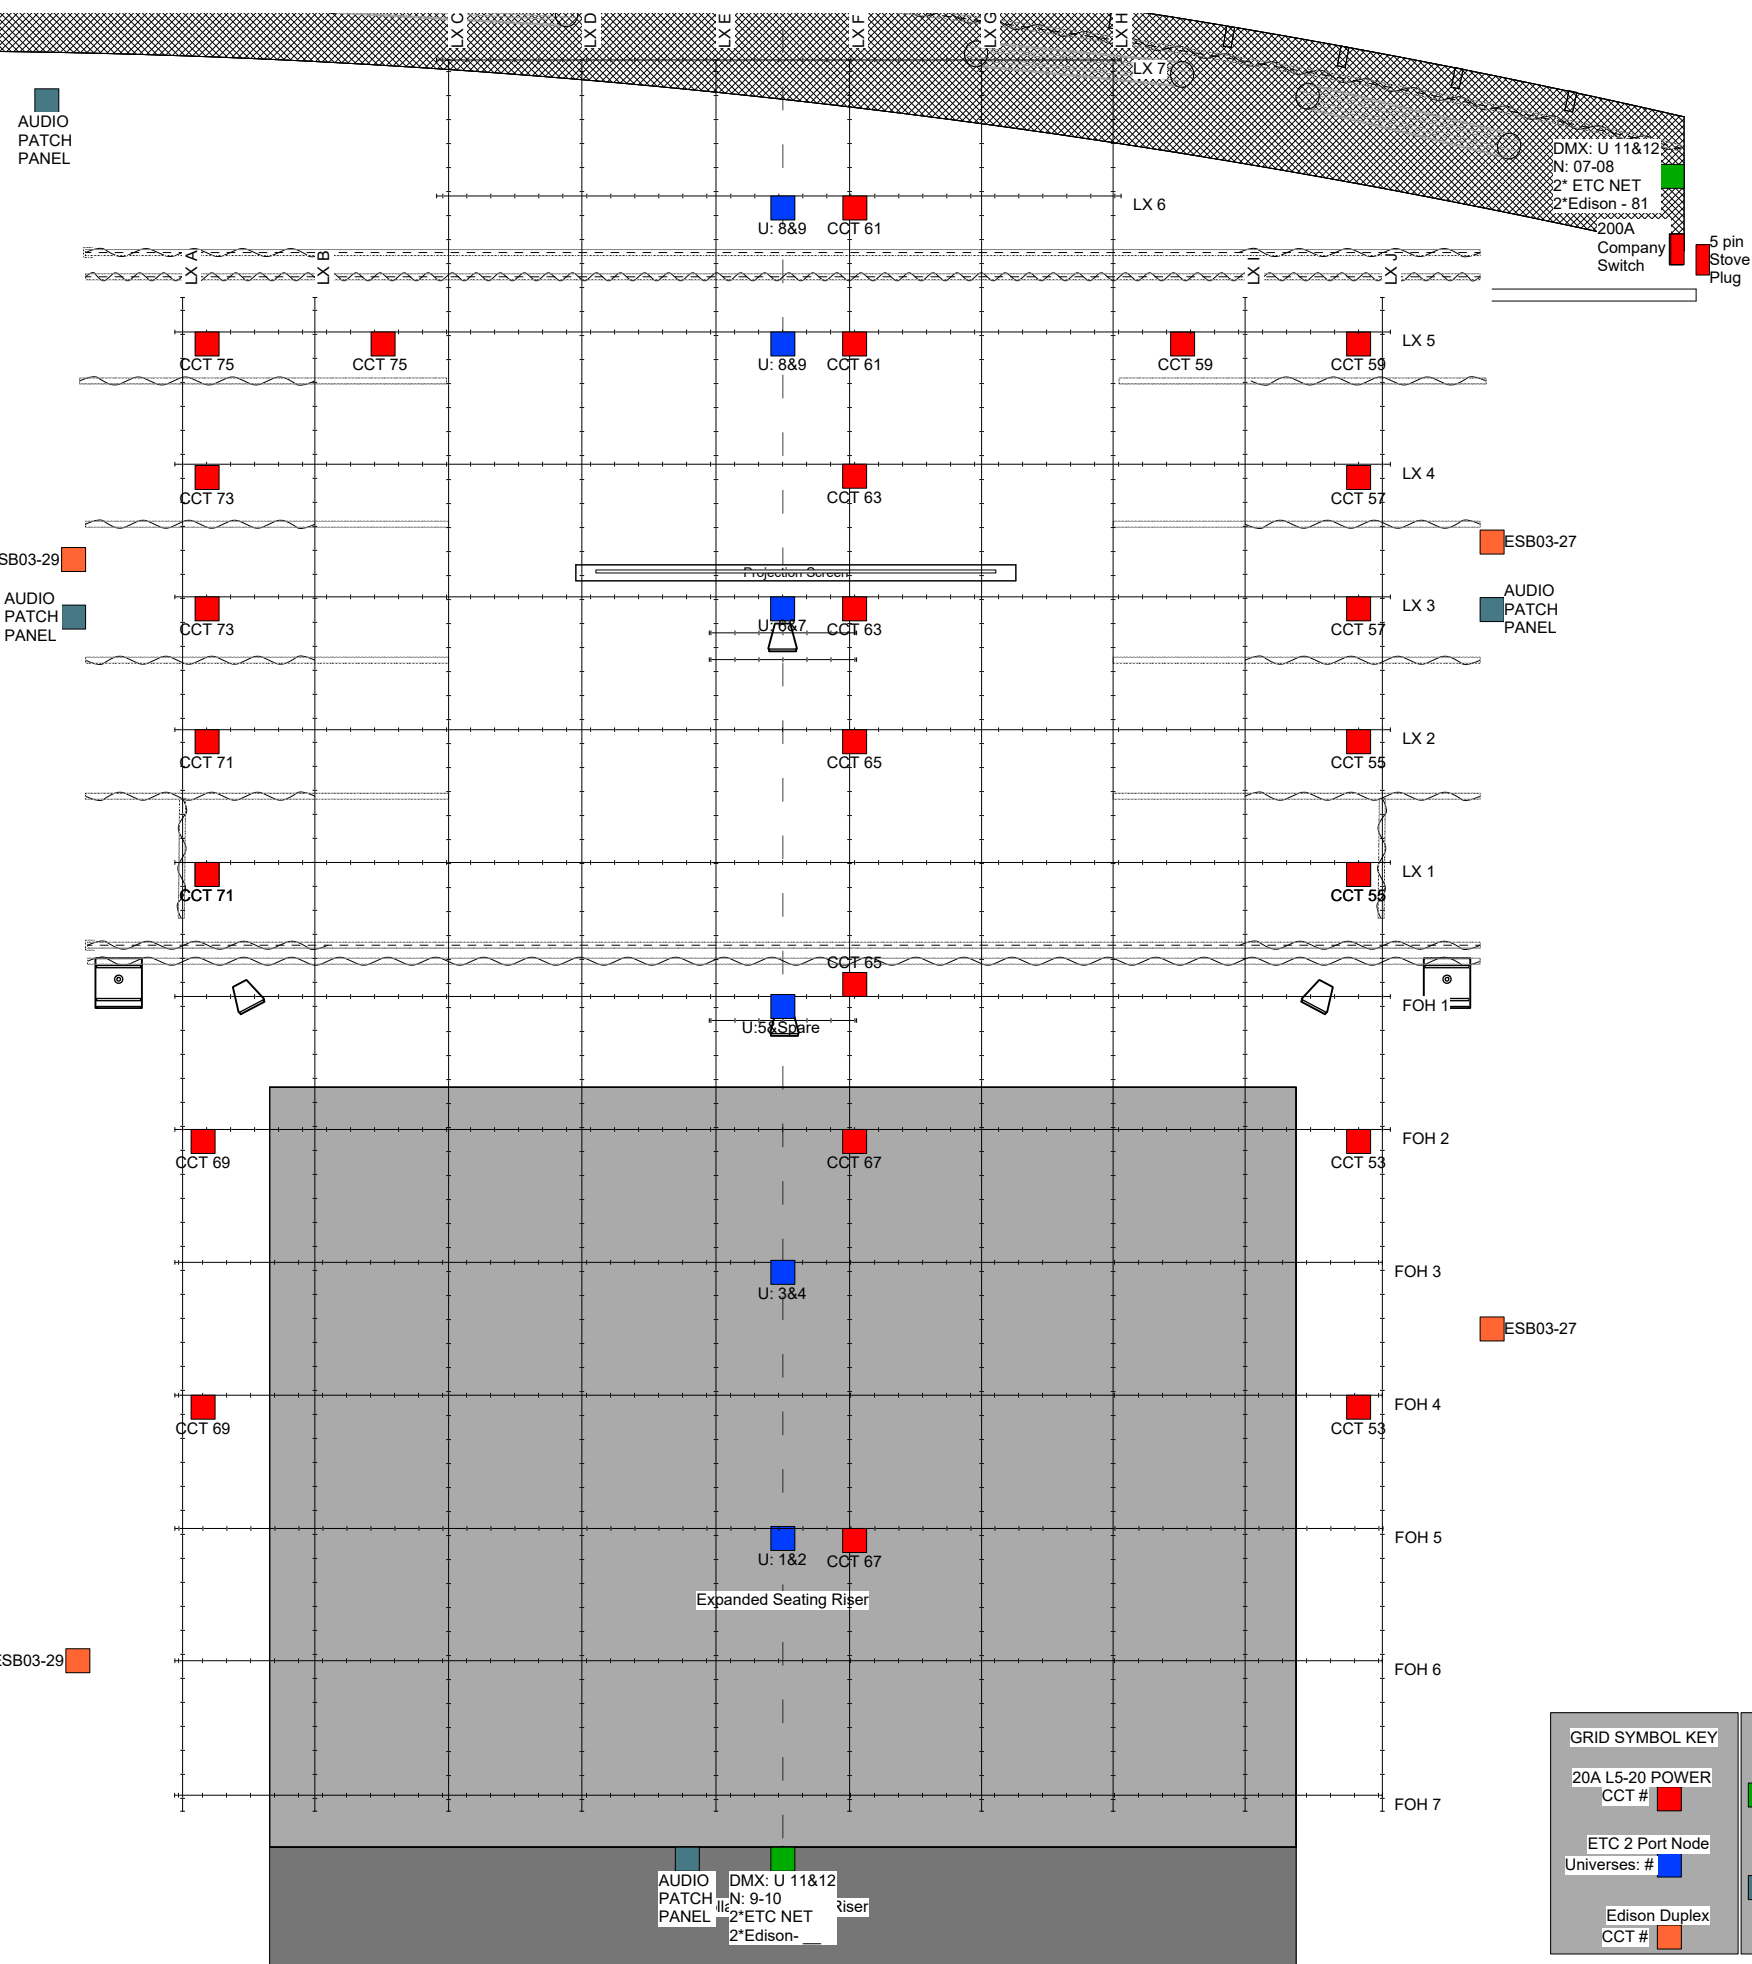 LX C
LX D
LX E
LX F
LX G
LX H
LX 7
AUDIO
PATCH
PANEL
DMX: U 11&12
N: 07-08
2* ETC NET
2*Edison - 81
200A
Company
Switch
5 pin
Stove
Plug
LX 6
U: 8&9
CCT 61
LX A
LX B
LX I
LX J
LX 5
CCT 75
CCT 75
U: 8&9
CCT 61
CCT 59
CCT 59
LX 4
CCT 73
CCT 63
CCT 57
SB03-29
ESB03-27
Projection Screen
AUDIO
PATCH
PANEL
LX 3
AUDIO
PATCH
PANEL
CCT 73
U: 6&7
CCT 63
CCT 57
LX 2
CCT 71
CCT 65
CCT 55
LX 1
CCT 71
CCT 55
CCT 65
FOH 1
U:5&Spare
FOH 2
CCT 69
CCT 67
CCT 53
FOH 3
U: 3&4
ESB03-27
FOH 4
CCT 69
CCT 53
FOH 5
U: 1&2
CCT 67
Expanded Seating Riser
ESB03-29
FOH 6
FOH 7
AUDIO
PATCH
PANEL
DMX: U 11&12
N: 9-10
2*ETC NET
2*Edison- __
Riser
GRID SYMBOL KEY
20A L5-20 POWER
CCT #
ETC 2 Port Node
Universes: #
Edison Duplex
CCT #